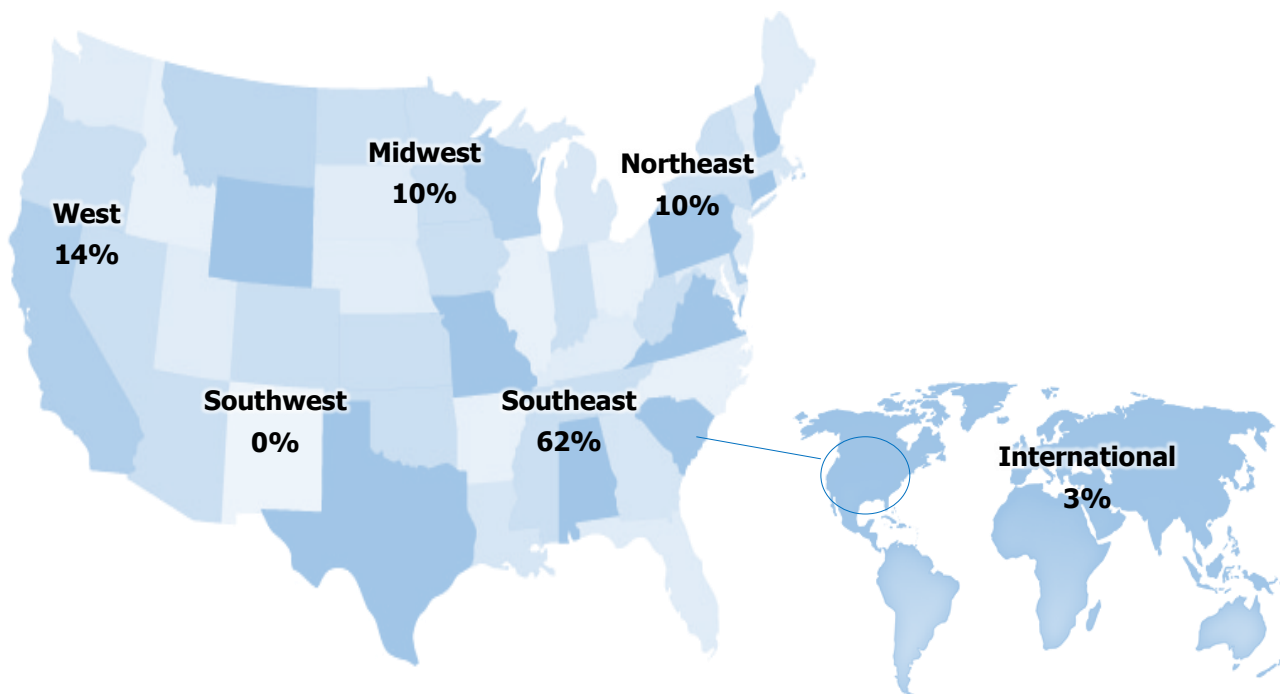 Midwest
10%
Northeast
10%
West
14%
Southwest
0%
Southeast
62%
International
3%